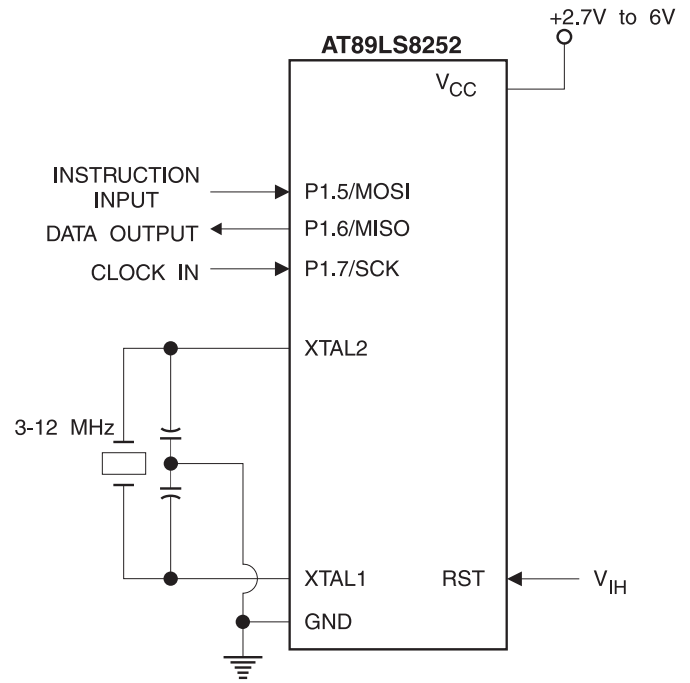 +2.7V to 6V
AT89LS8252
VCC
INSTRUCTION
INPUT
P1.5/MOSI
DATA OUTPUT
P1.6/MISO
CLOCK IN
P1.7/SCK
XTAL2
3-12 MHz
XTAL1
RST
VIH
GND